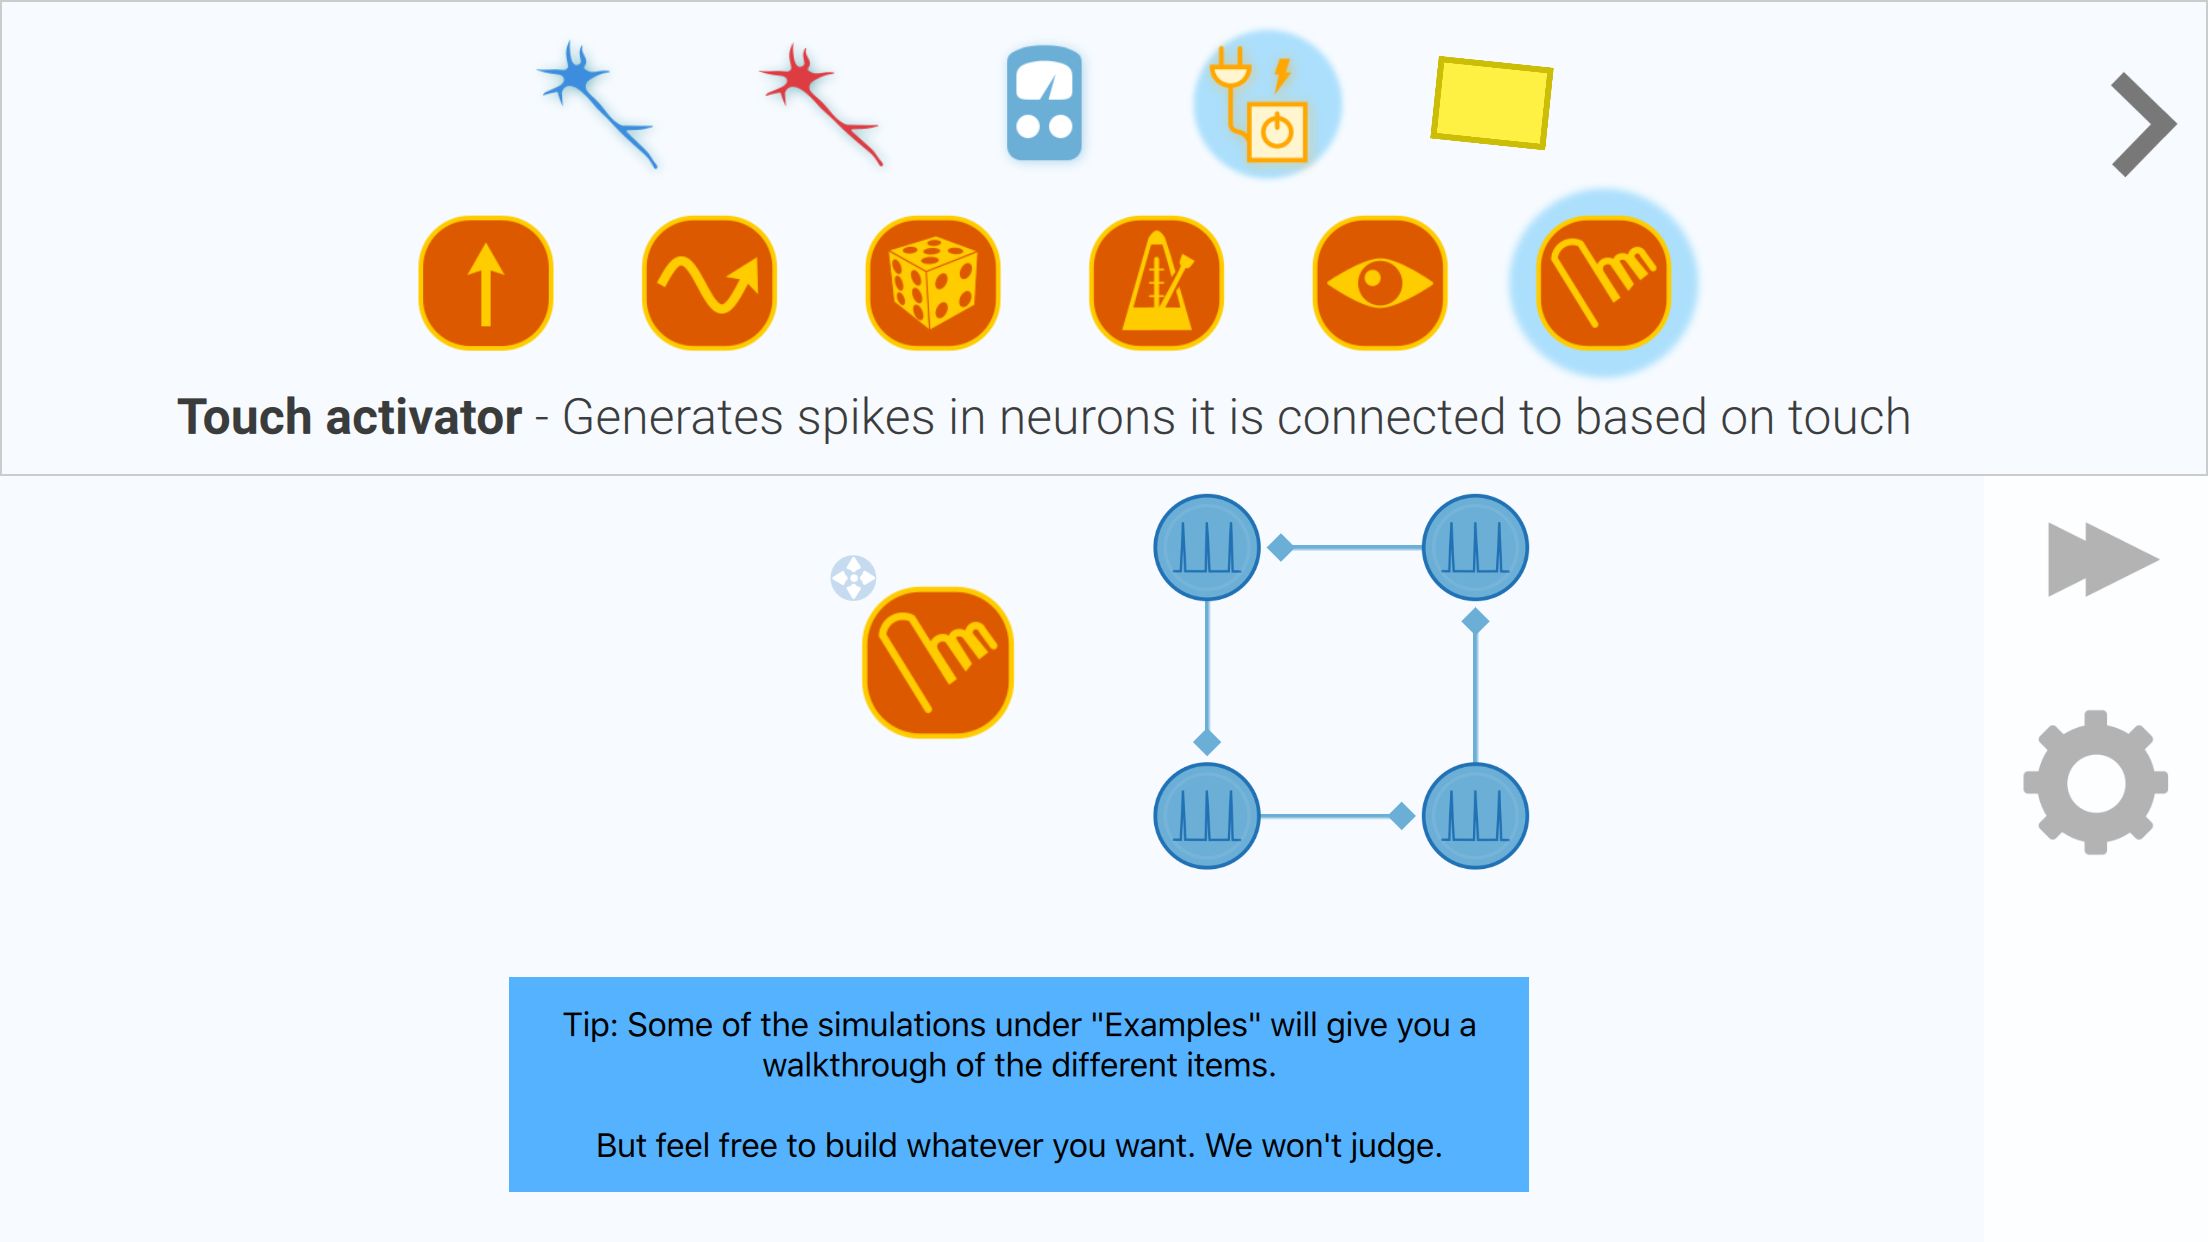 Touch activator - Generates spikes in neurons it is connected to based on touch
Tip: Some of the simulations under "Examples" will give you a
walkthrough of the different items.
But feel free to build whatever you want. We won't judge.